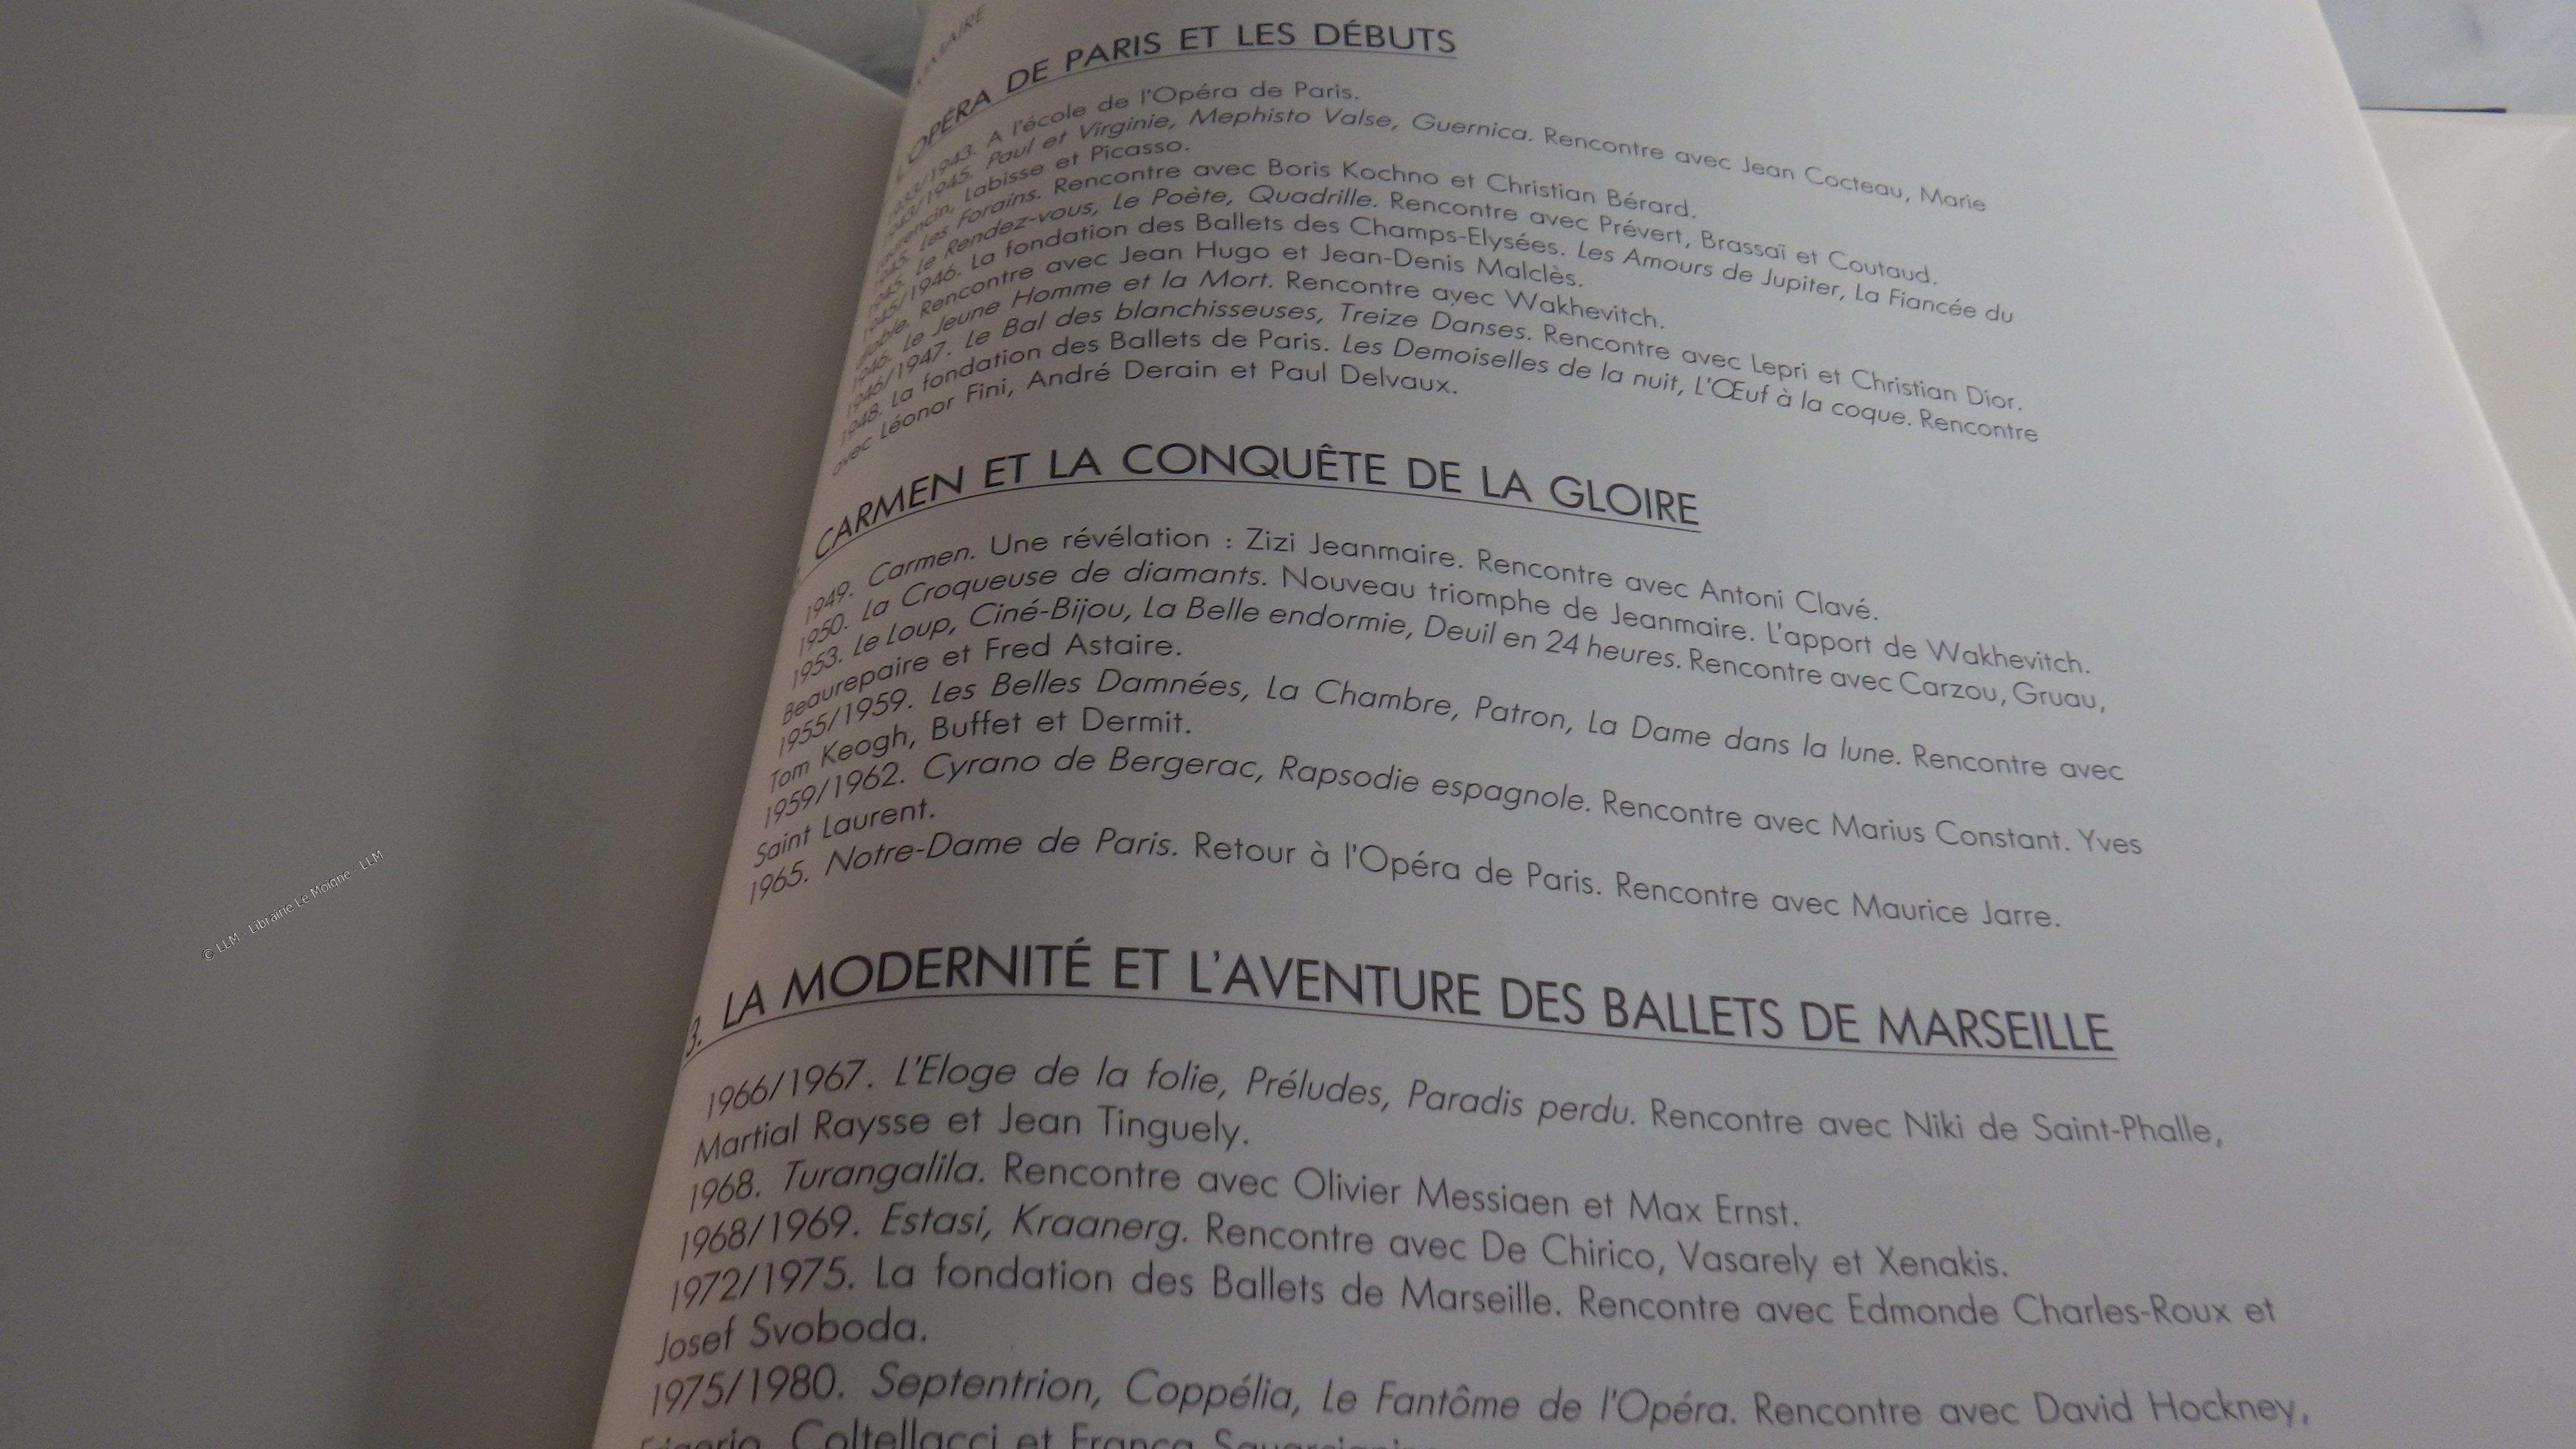 L'OPÉRA DE PARIS ET LES DÉBUTS
1933/1943. A l'école de l'Opéra de Paris.
1943/1945. Paul et Virginie, Mephisto Valse, Guernica. Rencontre avec Jean Cocteau, Marie
Laurencin, Labisse et Picasso.
1945. Les Forains. Rencontre avec Boris Kochno et Christian Bérard.
1945. Le Rendez-vous, Le Poète, Quadrille. Rencontre avec Prévert, Brassaï et Coutaud.
1945/1946. La fondation des Ballets des Champs-Elysées. Les Amours de Jupiter, La Fiancée du
diable. Rencontre avec Jean Hugo et Jean-Denis Malclès.
1946. Le Jeune Homme et la Mort. Rencontre avec Wakhevitch.
1946/1947. Le Bal des blanchisseuses, Treize Danses. Rencontre avec Lepri et Christian Dior.
1948. La fondation des Ballets de Paris. Les Demoiselles de la nuit, L'Œuf à la coque. Rencontre
avec Léonor Fini, André Derain et Paul Delvaux.
CARMEN ET LA CONQUÊTE DE LA GLOIRE
1949. Carmen. Une révélation : Zizi Jeanmaire. Rencontre avec Antoni Clavé.
1950. La Croqueuse de diamants. Nouveau triomphe de Jeanmaire. L'apport de Wakhevitch.
1953. Le Loup, Ciné-Bijou, La Belle endormie, Deuil en 24 heures. Rencontre avec Carzou, Gruau,
Beaurepaire et Fred Astaire.
1955/1959. Les Belles Damnées, La Chambre, Patron, La Dame dans la lune. Rencontre avec
Tom Keogh, Buffet et Dermit.
1959/1962. Cyrano de Bergerac, Rapsodie espagnole. Rencontre avec Marius Constant. Yves
Saint Laurent.
1965. Notre-Dame de Paris. Retour à l'Opéra de Paris. Rencontre avec Maurice Jarre.
3. LA MODERNITÉ ET L'AVENTURE DES BALLETS DE MARSEILLE
1966/1967. L'Eloge de la folie, Préludes, Paradis perdu. Rencontre avec Niki de Saint-Phalle,
Martial Raysse et Jean Tinguely.
1968. Turangalila. Rencontre avec Olivier Messiaen et Max Ernst.
1968/1969. Estasi, Kraanerg. Rencontre avec De Chirico, Vasarely et Xenakis.
1972/1975. La fondation des Ballets de Marseille. Rencontre avec Edmonde Charles-Roux et
Josef Svoboda.
1975/1980. Septentrion, Coppélia, Le Fantôme de l'Opéra. Rencontre avec David Hockney,
Coltellacci et Franca
© LLM - Librairie Le Moigne - LLM